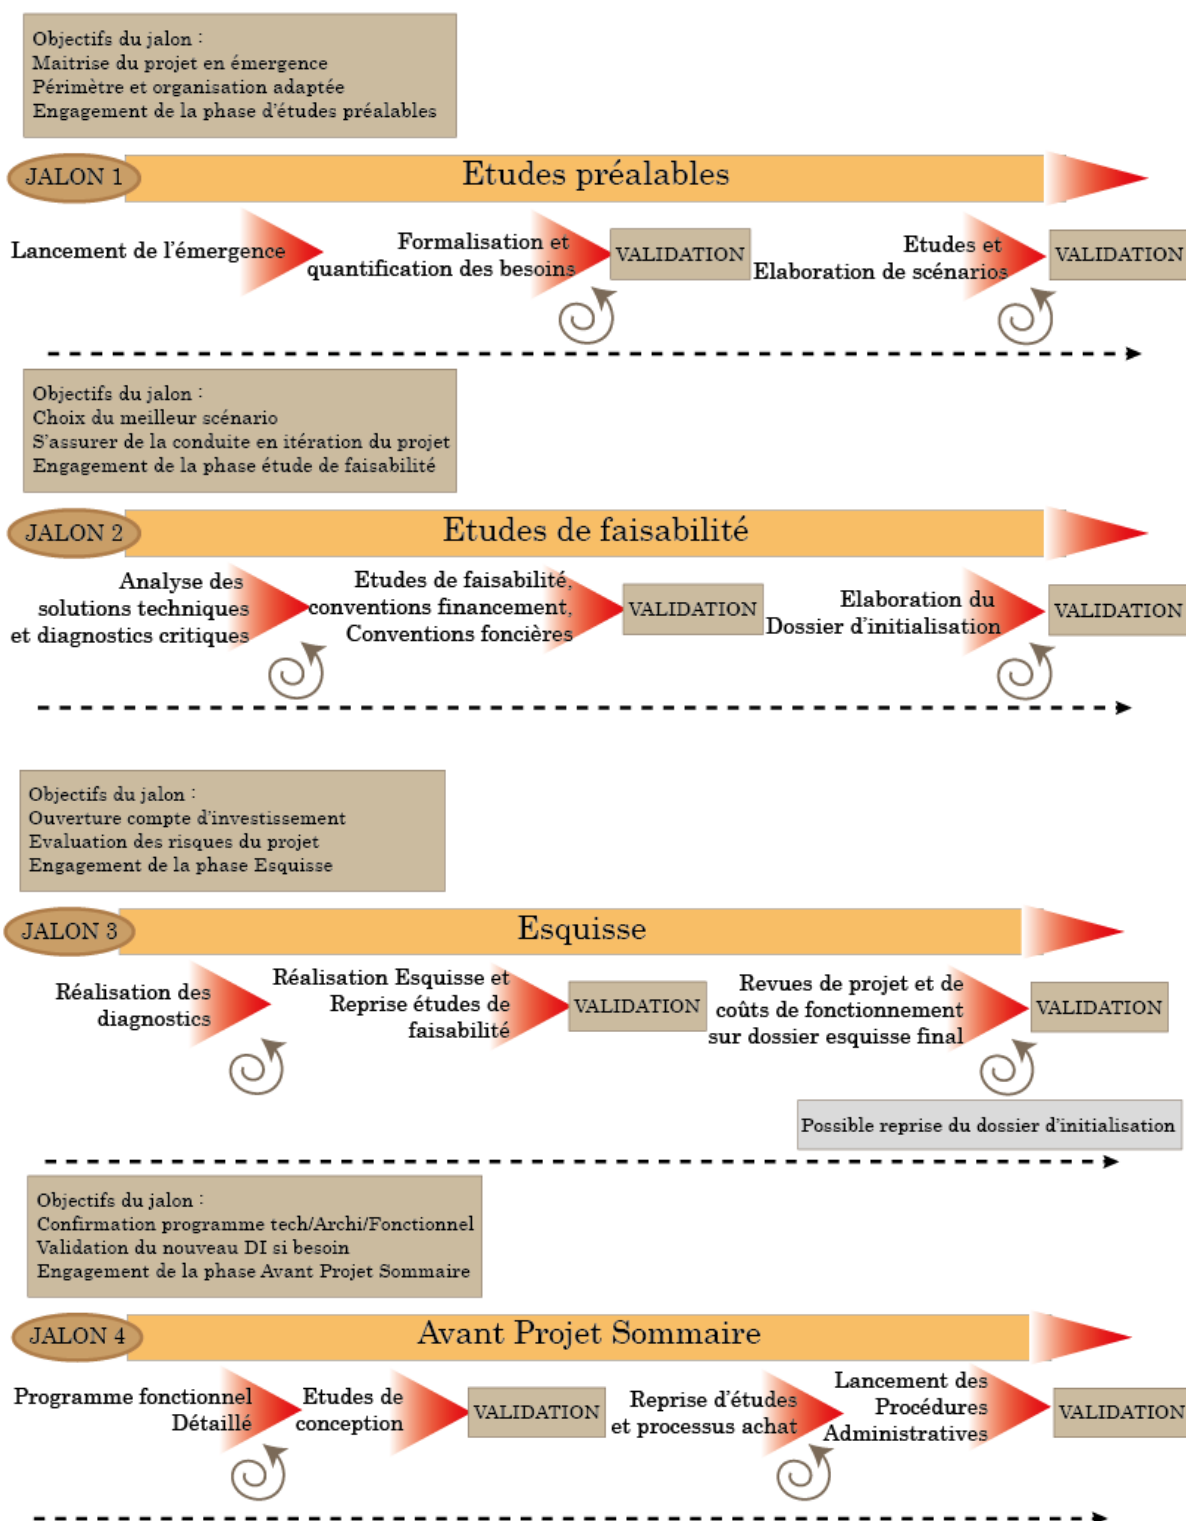 Objectifs du jalon :
Maitrise du projet en émergence
Périmètre et organisation adaptée
Engagement de la phase d'études préalables
JALON 1
Etudes préalables
Lancement de l'émergence
Formalisation et
quantification des besoins
VALIDATION
Etudes et
Elaboration de scénarios
VALIDATION
Objectifs du jalon :
Choix du meilleur scénario
S'assurer de la conduite en itération du projet
Engagement de la phase étude de faisabilité
JALON 2
Etudes de faisabilité
Analyse des
solutions techniques
et diagnostics critiques
Etudes de faisabilité,
conventions financement,
Conventions foncières
VALIDATION
Elaboration du
Dossier d'initialisation
VALIDATION
Objectifs du jalon :
Ouverture compte d'investissement
Evaluation des risques du projet
Engagement de la phase Esquisse
JALON 3
Esquisse
Réalisation des
diagnostics
Réalisation Esquisse et
Reprise études de
faisabilité
VALIDATION
Revues de projet et de
coûts de fonctionnement
sur dossier esquisse final
VALIDATION
Possible reprise du dossier d'initialisation
Objectifs du jalon :
Confirmation programme tech/Archi/Fonctionnel
Validation du nouveau DI si besoin
Engagement de la phase Avant Projet Sommaire
JALON 4
Avant Projet Sommaire
Programme fonctionnel
Détaillé
Etudes de
conception
VALIDATION
Reprise d'études
et processus achat
Lancement des
Procédures
Administratives
VALIDATION